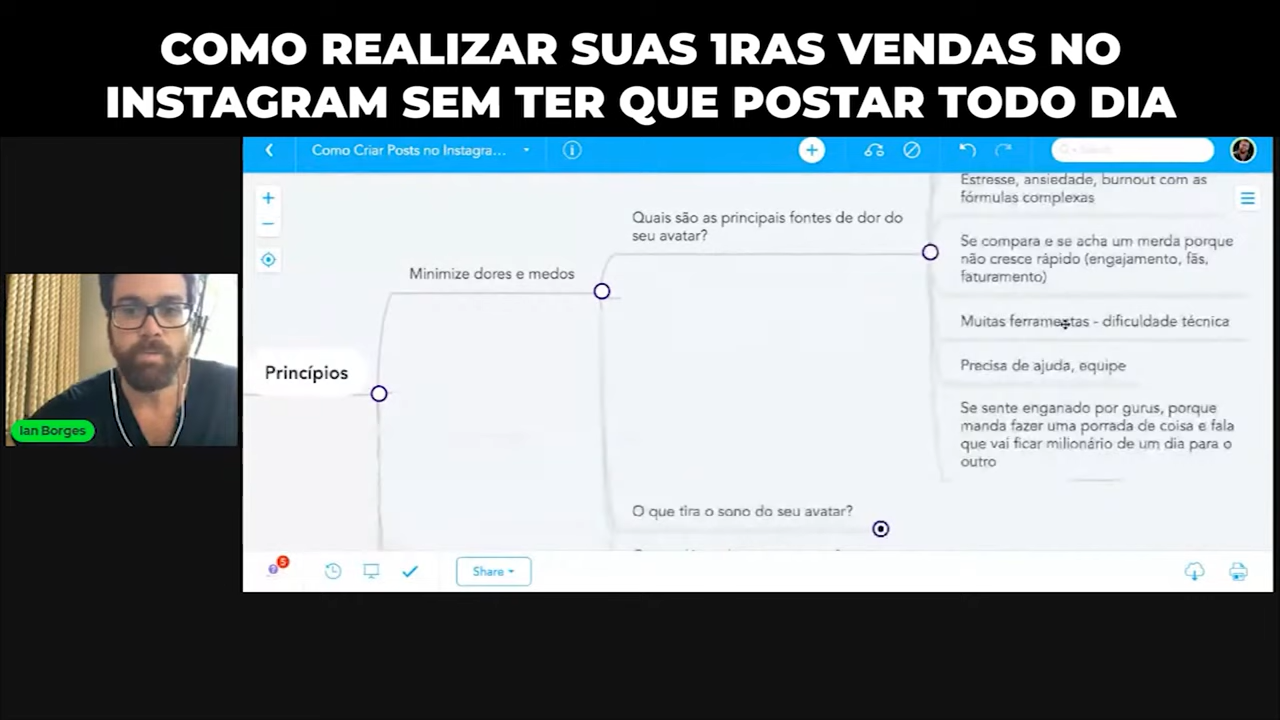 COMO REALIZAR SUAS 1RAS VENDAS NO
INSTAGRAM SEM TER QUE POSTAR TODO DIA
Como Criar Posts no Instagra...
Search
Estresse, ansiedade, burnout com as
fórmulas complexas
Quais são as principais fontes de dor do
seu avatar?
Se compara e se acha um merda porque
não cresce rápido (engajamento, fãs,
faturamento)
Minimize dores e medos
Muitas ferramentas - dificuldade técnica
Princípios
Precisa de ajuda, equipe
Se sente enganado por gurus, porque
manda fazer uma porrada de coisa e fala
que vai ficar milionário de um dia para o
outro
Ian Borges
O que tira o sono do seu avatar?
5
Share